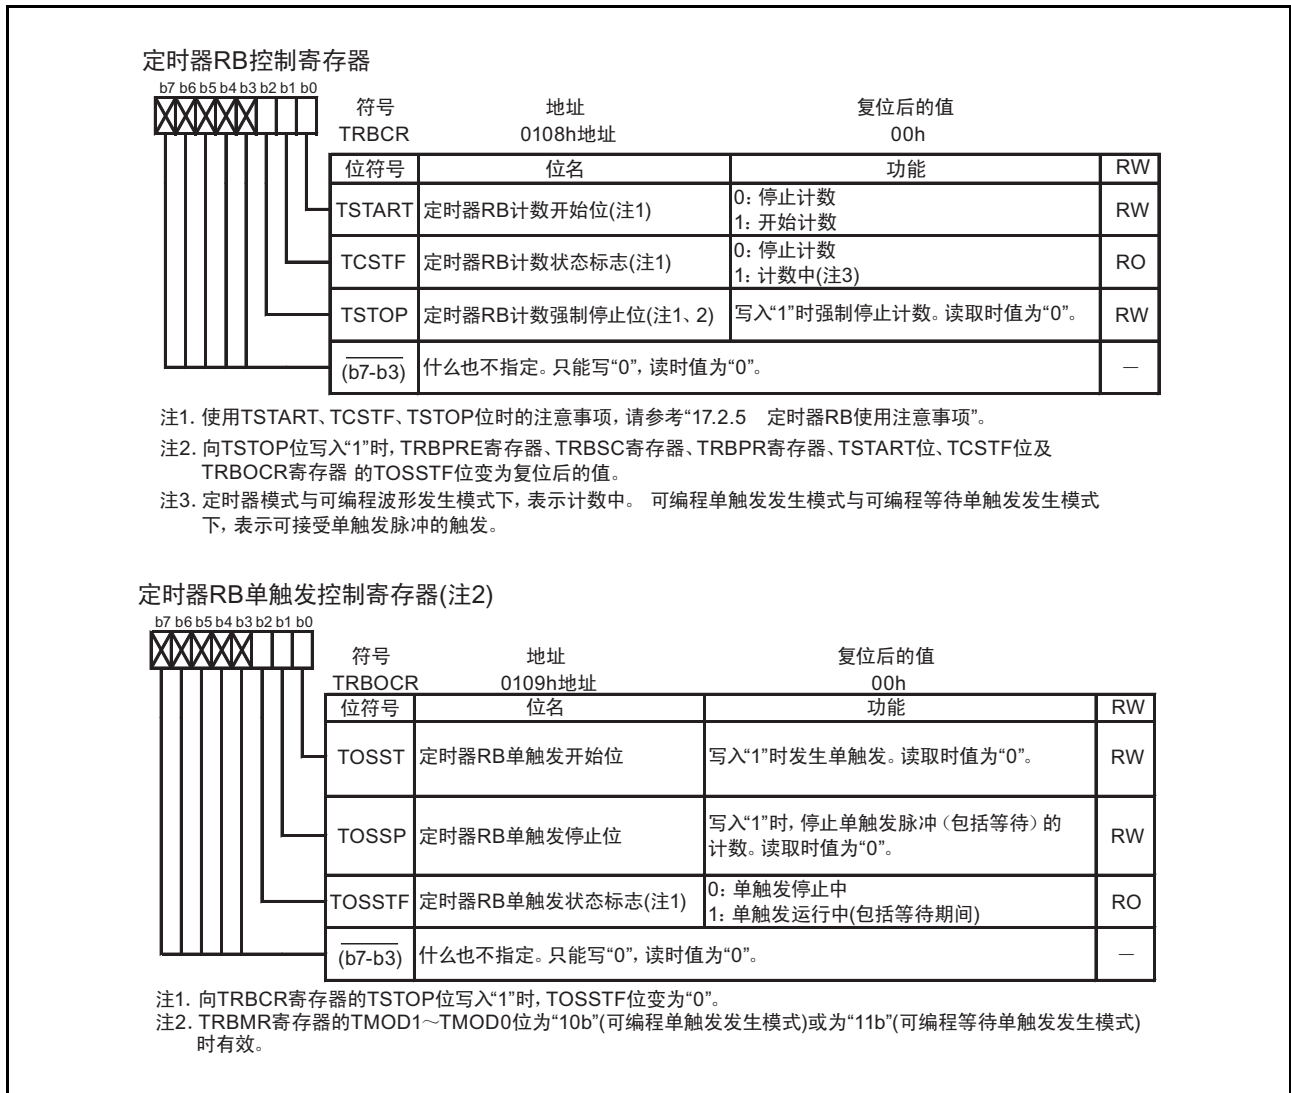 定时器RB控制寄存器
b7 b6 b5 b4 b3 b2 b1 b0
符号 地址 复位后的值
TRBCR 0108h地址 00h
位符号 位名 功能 RW
TSTART 定时器RB计数开始位(注1) 0: 停止计数 RW
1: 开始计数
TCSTF 定时器RB计数状态标志(注1) 0: 停止计数 RO
1: 计数中(注3)
TSTOP 定时器RB计数强制停止位(注1、2) 写入“1”时强制停止计数。读取时值为“0”。 RW
(b7-b3) 什么也不指定。只能写“0”, 读时值为“0”。 —
注1. 使用TSTART、TCSTF、TSTOP位时的注意事项, 请参考“17.2.5 定时器RB使用注意事项”。
注2. 向TSTOP位写入“1”时, TRBPRE寄存器、TRBSC寄存器、TRBPR寄存器、TSTART位、TCSTF位及
TRBOCR寄存器 的TOSSTF位变为复位后的值。
注3. 定时器模式与可编程波形发生模式下, 表示计数中。 可编程单触发发生模式与可编程等待单触发发生模式
下, 表示可接受单触发脉冲的触发。
定时器RB单触发控制寄存器(注2)
b7 b6 b5 b4 b3 b2 b1 b0
符号 地址 复位后的值
TRBOCR 0109h地址 00h
位符号 位名 功能 RW
TOSST 定时器RB单触发开始位 写入“1”时发生单触发。读取时值为“0”。 RW
TOSSP 定时器RB单触发停止位 写入“1”时, 停止单触发脉冲（包括等待）的 RW
计数。读取时值为“0”。
TOSSTF 定时器RB单触发状态标志(注1) 0: 单触发停止中 RO
1: 单触发运行中(包括等待期间)
(b7-b3) 什么也不指定。只能写“0”, 读时值为“0”。 —
注1. 向TRBCR寄存器的TSTOP位写入“1”时, TOSSTF位变为“0”。
注2. TRBMR寄存器的TMOD1～TMOD0位为“10b”(可编程单触发发生模式)或为“11b”(可编程等待单触发发生模式)
时有效。